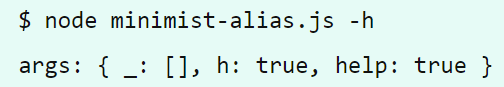 $ node minimist-alias.js -h
args: { _: [], h: true, help: true }